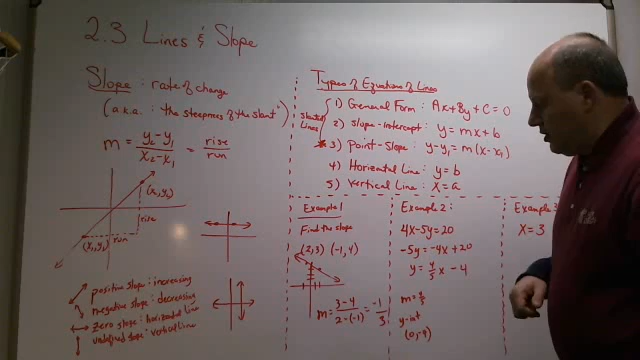 2.3 Lines & Slope
Slope : rate of change
(a.k.a. : the steepness of the slant)
m = y₂-y₁ / x₂-x₁ = rise / run
(x₂,y₂)
rise
run
(x₁,y₁)
positive slope : increasing
negative slope : decreasing
zero slope : horizontal line
undefined slope : vertical line
Types of Equations of Lines
Slanted Lines
1) General Form : Ax+By+C=0
2) Slope-intercept : y=mx+b
3) Point-Slope : y-y₁=m(x-x₁)
4) Horizontal Line : y=b
5) Vertical Line : x=a
Example 1
Find the slope
(2,3) (-1,4)
m = 3-4 / 2-(-1) = -1 / 3
Example 2:
4x-5y=20
-5y=-4x+20
y = 4/5 x - 4
m = 4/5
y-int
(0,-4)
Example 3
x=3